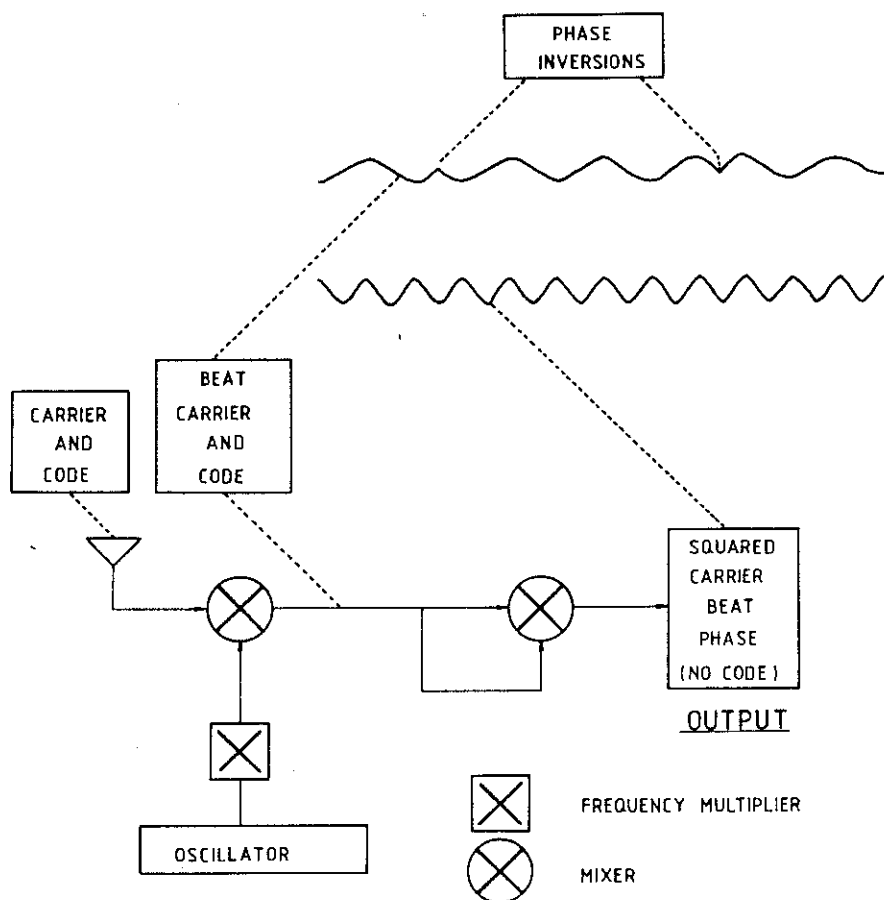 PHASE
INVERSIONS
BEAT
CARRIER
AND
CODE
CARRIER
AND
CODE
SQUARED
CARRIER
BEAT
PHASE
(NO CODE)
OUTPUT
FREQUENCY MULTIPLIER
OSCILLATOR
MIXER